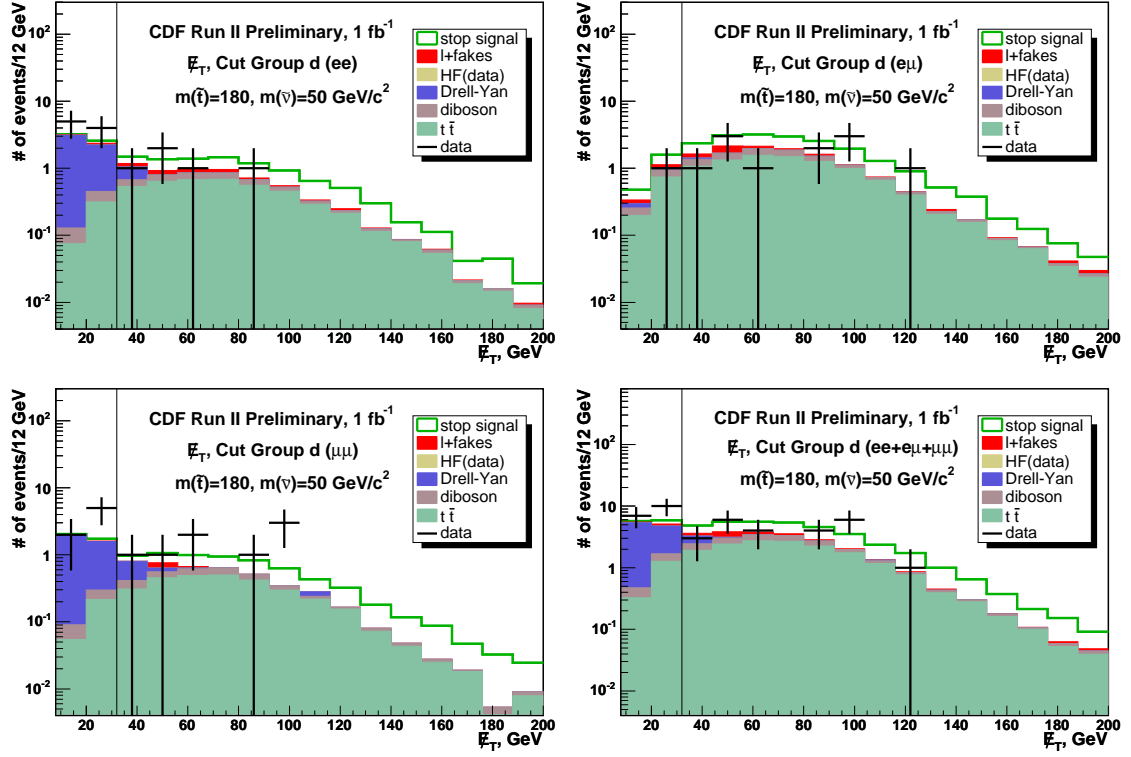 # of events/12 GeV
10²
10
1
10⁻¹
10⁻²
CDF Run II Preliminary, 1 fb⁻¹
E̸_T, Cut Group d (ee)
m(t̃)=180, m(ν̃)=50 GeV/c²
stop signal
l+fakes
HF(data)
Drell-Yan
diboson
t t̄
data
20 40 60 80 100 120 140 160 180 200
E̸_T, GeV
# of events/12 GeV
10²
10
1
10⁻¹
10⁻²
CDF Run II Preliminary, 1 fb⁻¹
E̸_T, Cut Group d (eμ)
m(t̃)=180, m(ν̃)=50 GeV/c²
stop signal
l+fakes
HF(data)
Drell-Yan
diboson
t t̄
data
20 40 60 80 100 120 140 160 180 200
E̸_T, GeV
# of events/12 GeV
10²
10
1
10⁻¹
10⁻²
CDF Run II Preliminary, 1 fb⁻¹
E̸_T, Cut Group d (μμ)
m(t̃)=180, m(ν̃)=50 GeV/c²
stop signal
l+fakes
HF(data)
Drell-Yan
diboson
t t̄
data
20 40 60 80 100 120 140 160 180 200
E̸_T, GeV
# of events/12 GeV
10²
10
1
10⁻¹
10⁻²
CDF Run II Preliminary, 1 fb⁻¹
E̸_T, Cut Group d (ee+eμ+μμ)
m(t̃)=180, m(ν̃)=50 GeV/c²
stop signal
l+fakes
HF(data)
Drell-Yan
diboson
t t̄
data
20 40 60 80 100 120 140 160 180 200
E̸_T, GeV